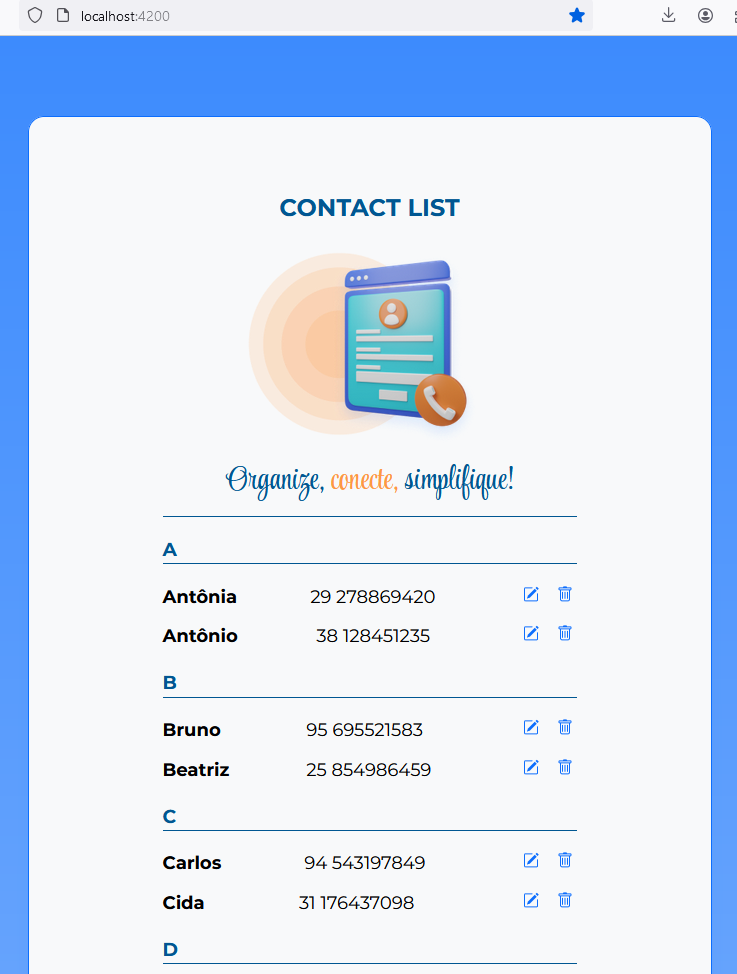 localhost:4200
CONTACT LIST
Organize, conecte, simplifique!
A
Antônia 29 278869420
Antônio 38 128451235
B
Bruno 95 695521583
Beatriz 25 854986459
C
Carlos 94 543197849
Cida 31 176437098
D